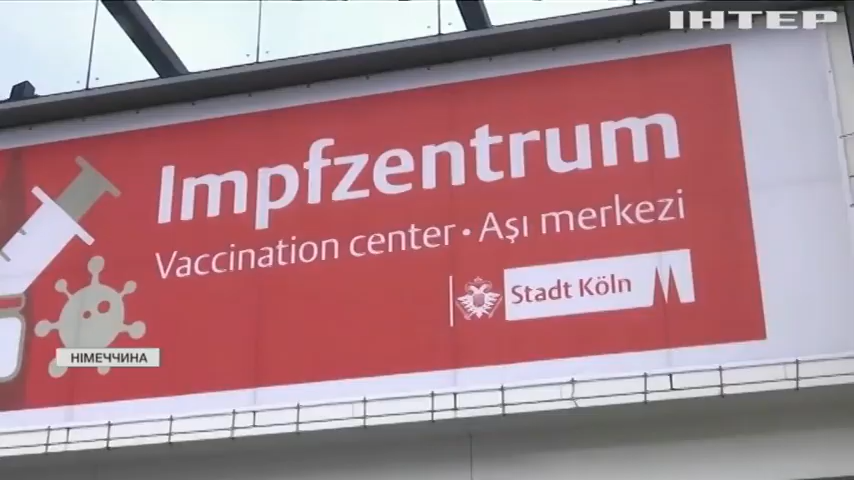 ІНТЕР
Impfzentrum
Vaccination center · Aşı merkezi
Stadt Köln
НІМЕЧЧИНА